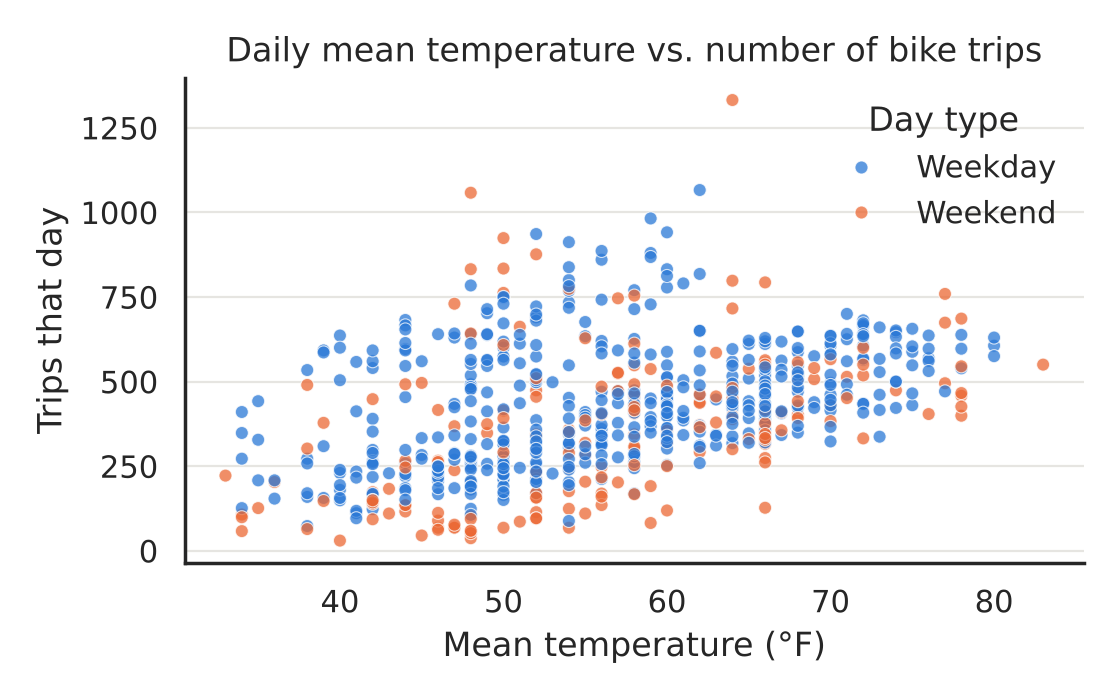 Daily mean temperature vs. number of bike trips
Day type
Weekday
Weekend
Trips that day
1250
1000
750
500
250
0
40 50 60 70 80
Mean temperature (°F)